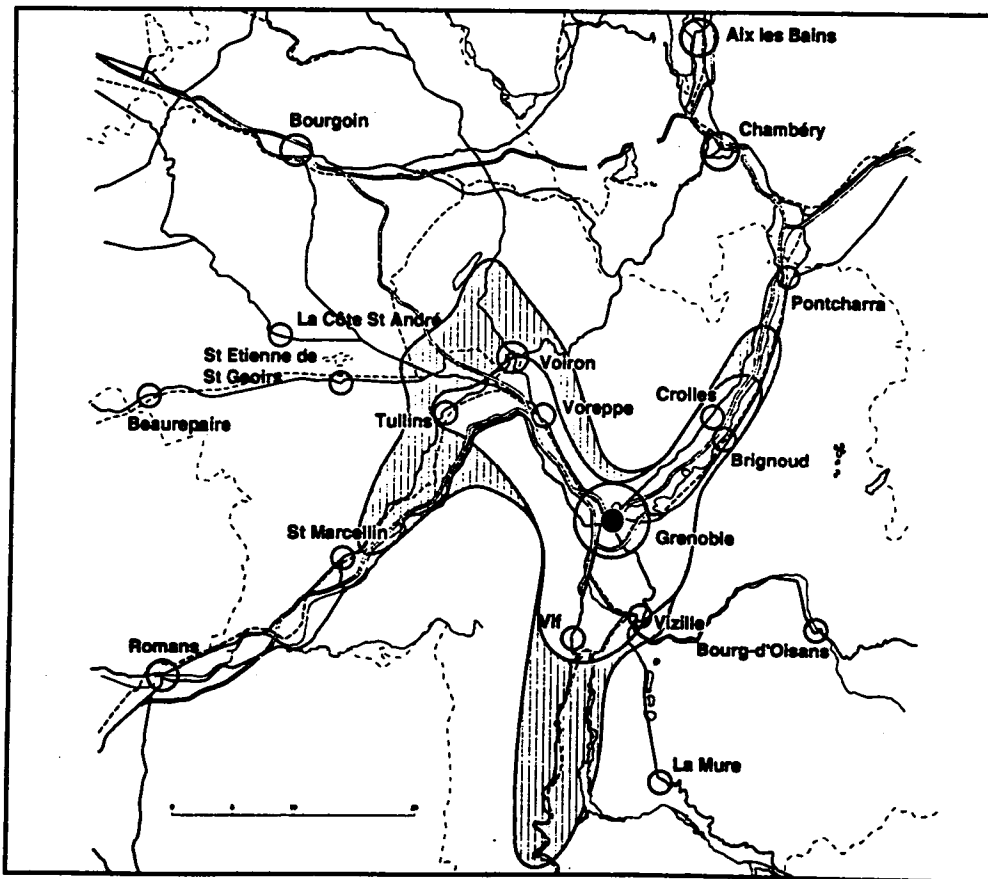 Aix les Bains
Bourgoin
Chambéry
Pontcharra
La Côte St André
St Etienne de
St Geoirs
Voiron
Beaurepaire
Tullins
Voreppe
Crolles
Brignoud
Grenoble
St Marcellin
Vif
Vizille
Romans
Bourg-d'Oisans
La Mure